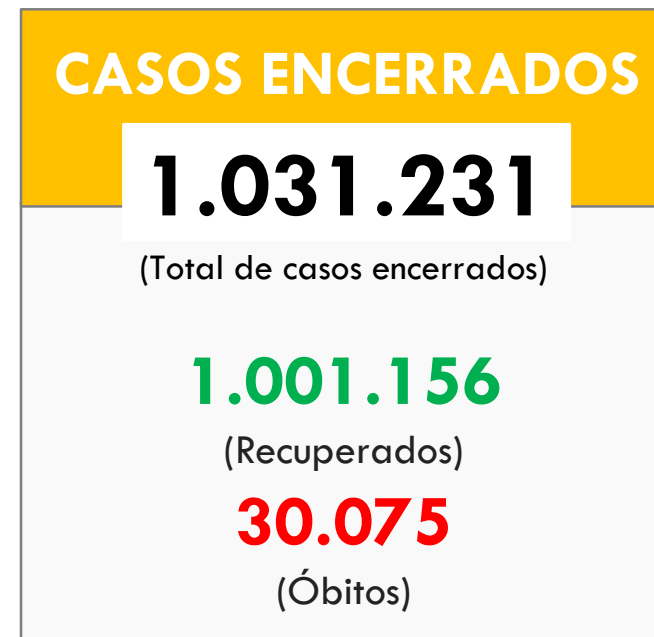 CASOS ENCERRADOS
1.031.231
(Total de casos encerrados)
1.001.156
(Recuperados)
30.075
(Óbitos)